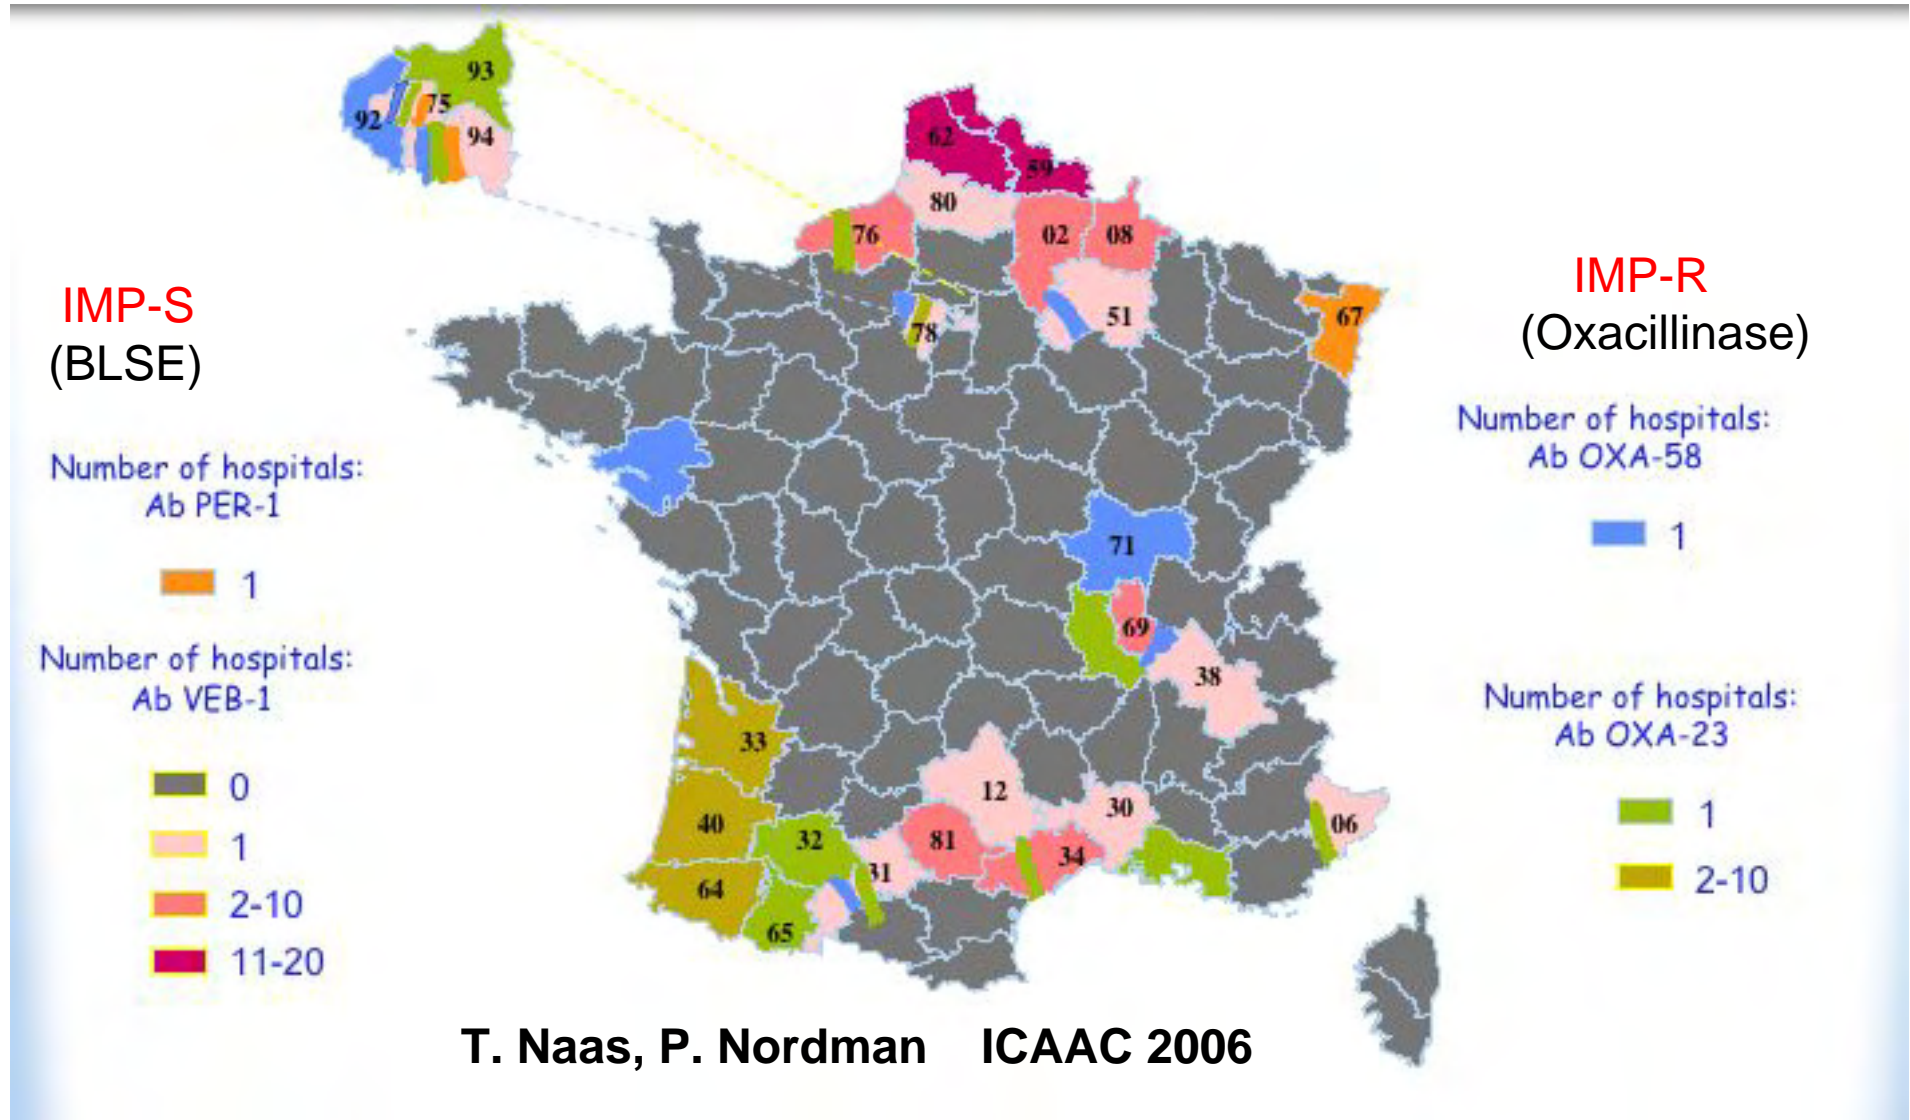 93
75
92
94
62
59
80
76
02
08
78
51
67
IMP-S
(BLSE)
Number of hospitals:
Ab PER-1
1
Number of hospitals:
Ab VEB-1
0
1
2-10
11-20
71
69
38
33
12
30
06
40
32
81
34
31
64
65
IMP-R
(Oxacillinase)
Number of hospitals:
Ab OXA-58
1
Number of hospitals:
Ab OXA-23
1
2-10
T. Naas, P. Nordman ICAAC 2006